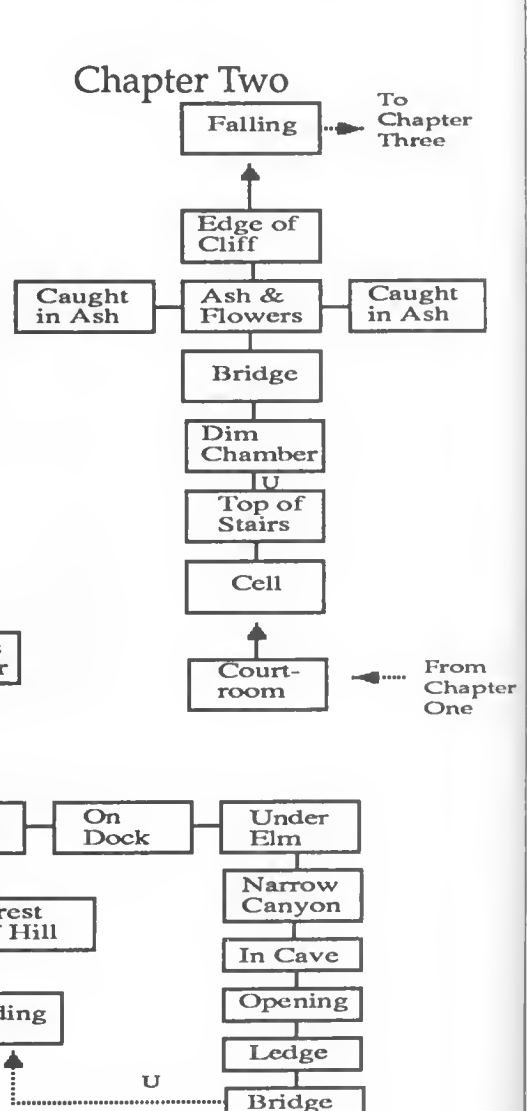 Chapter Two
Falling
To
Chapter
Three
Edge of
Cliff
Caught
in Ash
Ash &
Flowers
Caught
in Ash
Bridge
Dim
Chamber
U
Top of
Stairs
Cell
Court-
room
From
Chapter
One
On
Dock
Under
Elm
Narrow
Canyon
Hill
In Cave
Opening
Ledge
U
Bridge